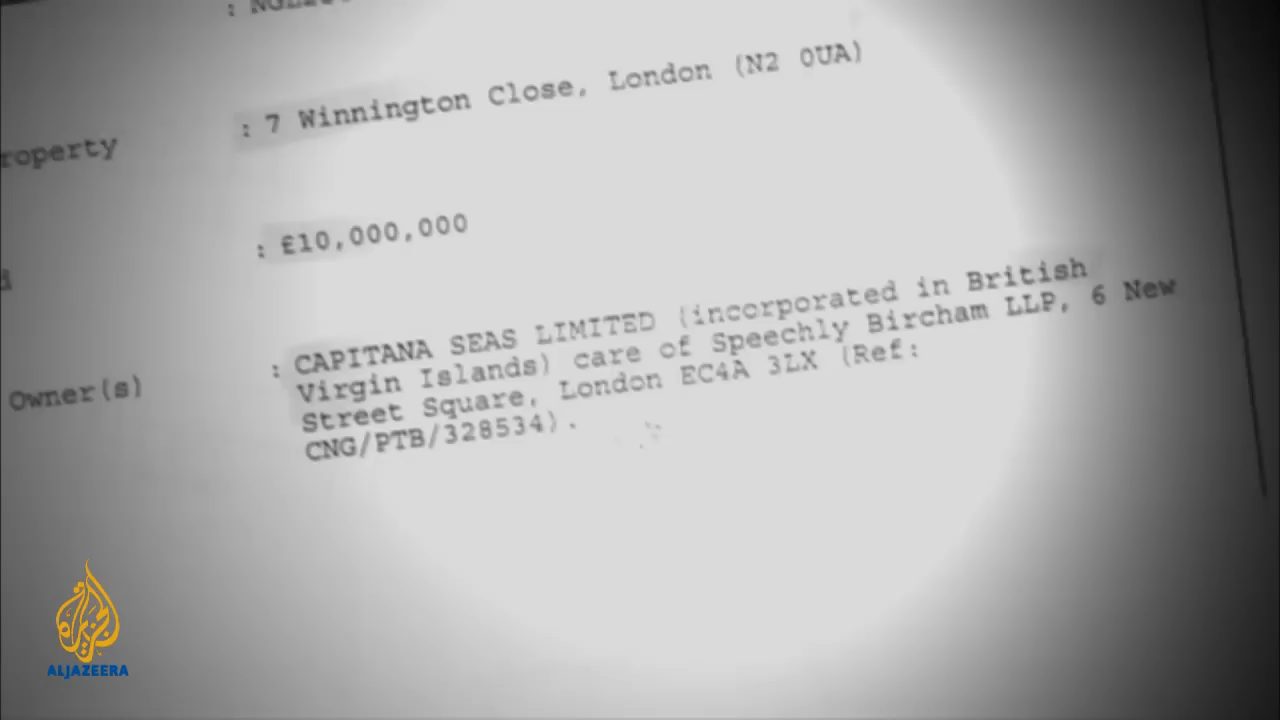 : 7 Winnington Close, London (N2 0UA)
roperty
: £10,000,000
d
: CAPITANA SEAS LIMITED (incorporated in British
Virgin Islands) care of Speechly Bircham LLP, 6 New
Owner(s)
Street Square, London EC4A 3LX (Ref:
CNG/PTB/328534).
ALJAZEERA